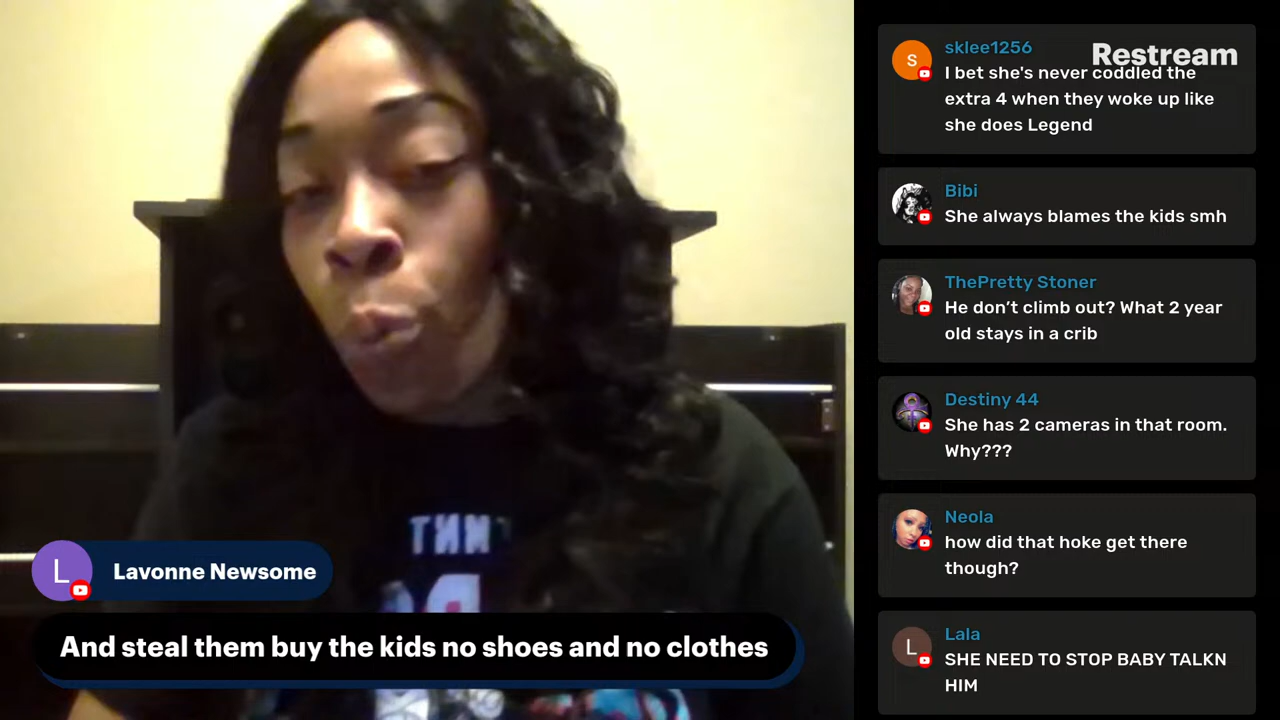 sklee1256
Restream
I bet she's never coddled the
extra 4 when they woke up like
she does Legend
Bibi
She always blames the kids smh
ThePretty Stoner
He don’t climb out? What 2 year
old stays in a crib
Destiny 44
She has 2 cameras in that room.
Why???
Neola
how did that hoke get there
though?
Lala
SHE NEED TO STOP BABY TALKN
HIM
S
L
L
Lavonne Newsome
And steal them buy the kids no shoes and no clothes